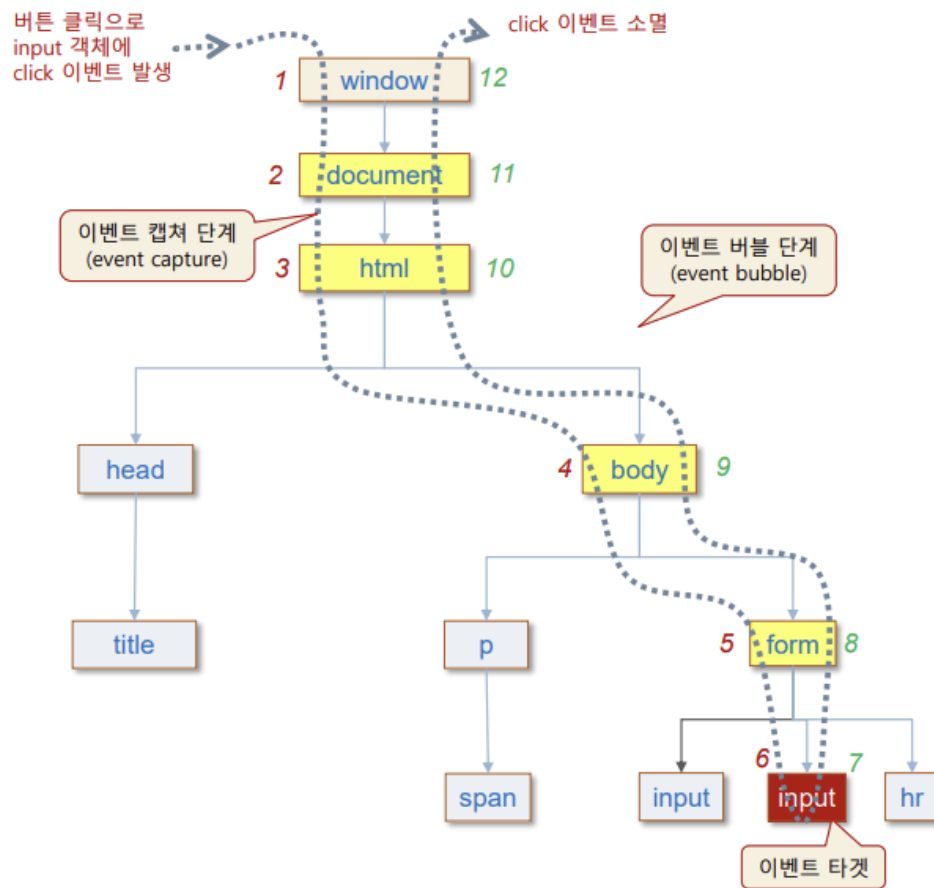 버튼 클릭으로
input 객체에
click 이벤트 발생
click 이벤트 소멸
1 window 12
2 document 11
이벤트 캡쳐 단계
(event capture)
이벤트 버블 단계
(event bubble)
3 html 10
head
4 body 9
title
p
5 form 8
6 7
span
input
input
hr
이벤트 타겟